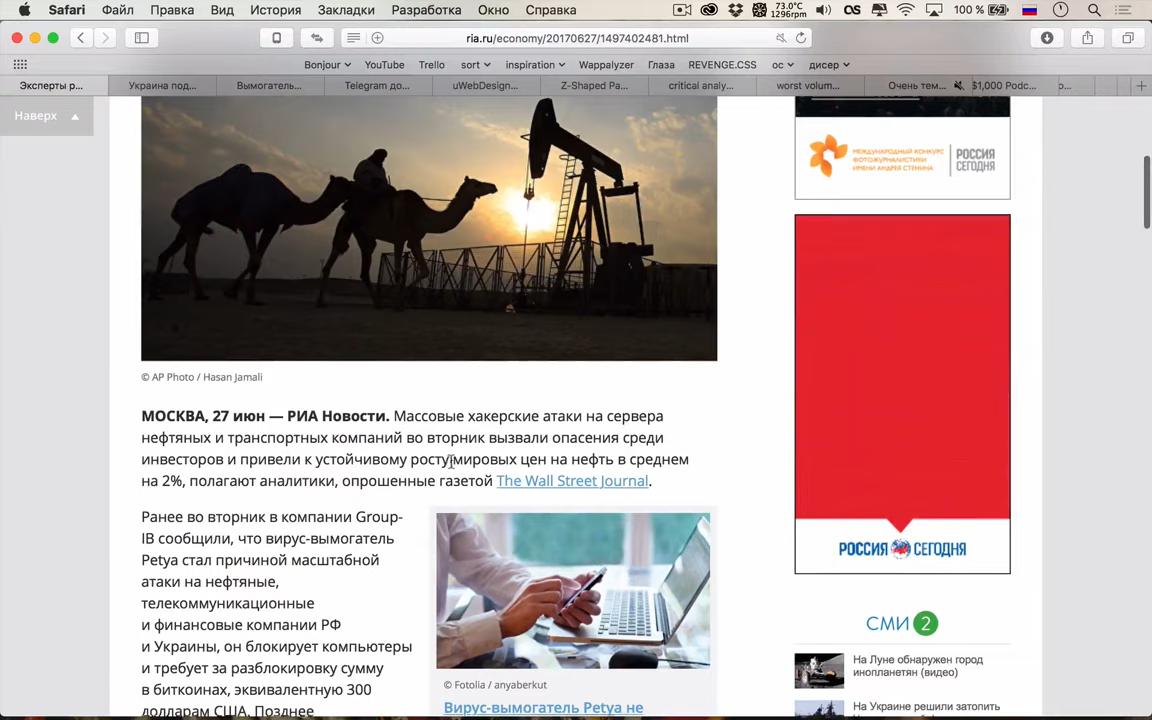 Safari Файл Правка Вид История Закладки Разработка Окно Справка 73.0°C 1296rpm 100 %
ria.ru/economy/20170627/1497402481.html
Bonjour YouTube Trello sort inspiration Wappalyzer Глаза REVENGE.CSS ос дисер
Эксперты р... Украина под... Вымогатель... Telegram до... uWebDesign... Z-Shaped Pa... critical analy... worst volum... Очень тем... $1,000 Podc...
Наверх
МЕЖДУНАРОДНЫЙ КОНКУРС
ФОТОЖУРНАЛИСТИКИ
ИМЕНИ АНДРЕЯ СТЕНИНА
РОССИЯ
СЕГОДНЯ
© AP Photo / Hasan Jamali
МОСКВА, 27 июн — РИА Новости. Массовые хакерские атаки на сервера
нефтяных и транспортных компаний во вторник вызвали опасения среди
инвесторов и привели к устойчивому росту мировых цен на нефть в среднем
на 2%, полагают аналитики, опрошенные газетой The Wall Street Journal.
Ранее во вторник в компании Group-
IB сообщили, что вирус-вымогатель
Petya стал причиной масштабной
атаки на нефтяные,
телекоммуникационные
и финансовые компании РФ
и Украины, он блокирует компьютеры
и требует за разблокировку сумму
в биткоинах, эквивалентную 300
долларам США. Позднее
© Fotolia / anyaberkut
Вирус-вымогатель Petya не
РОССИЯ СЕГОДНЯ
СМИ 2
На Луне обнаружен город
инопланетян (видео)
На Украине решили затопить